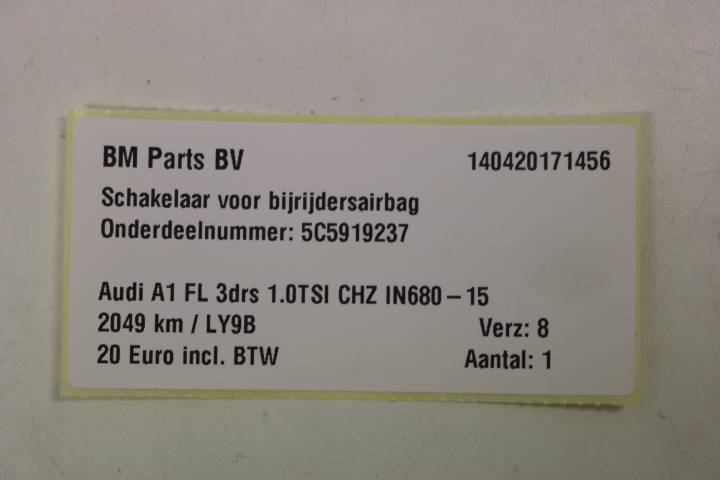 BM Parts BV 140420171456
Schakelaar voor bijrijdersairbag
Onderdeelnummer: 5C5919237
Audi A1 FL 3drs 1.0TSI CHZ IN680 – 15
2049 km / LY9B Verz: 8
20 Euro incl. BTW Aantal: 1